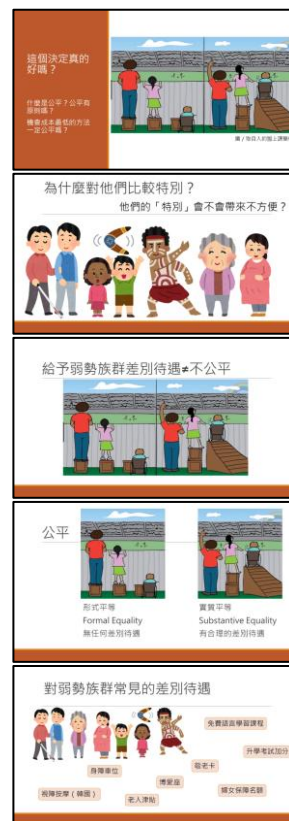 這個決定真的
好嗎？
什麼是公平？公平有
原則嗎？
機會成本最低的方法
一定公平嗎？
為什麼對他們比較特別？
他們的「特別」會不會帶來不方便？
給予弱勢族群差別待遇≠不公平
公平
形式平等
Formal Equality
無任何差別待遇
實質平等
Substantive Equality
有合理的差別待遇
對弱勢族群常見的差別待遇
免費語言學習課程
升學考試加分
身障車位
敬老卡
博愛座
視障按摩（韓國）
老人津貼
婦女保障名額